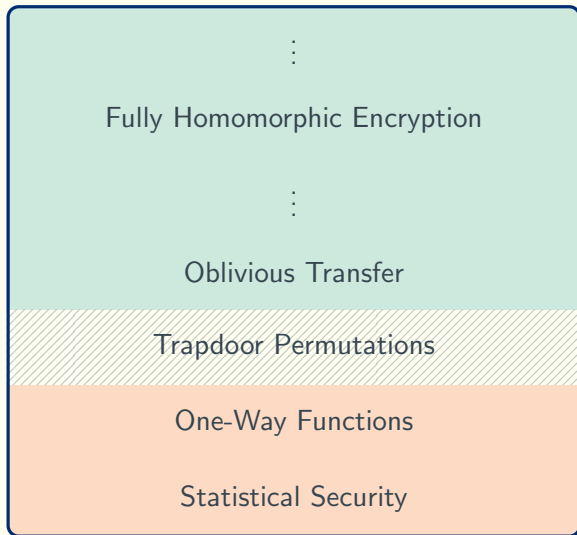 ⋮
Fully Homomorphic Encryption
⋮
Oblivious Transfer
Trapdoor Permutations
One-Way Functions
Statistical Security